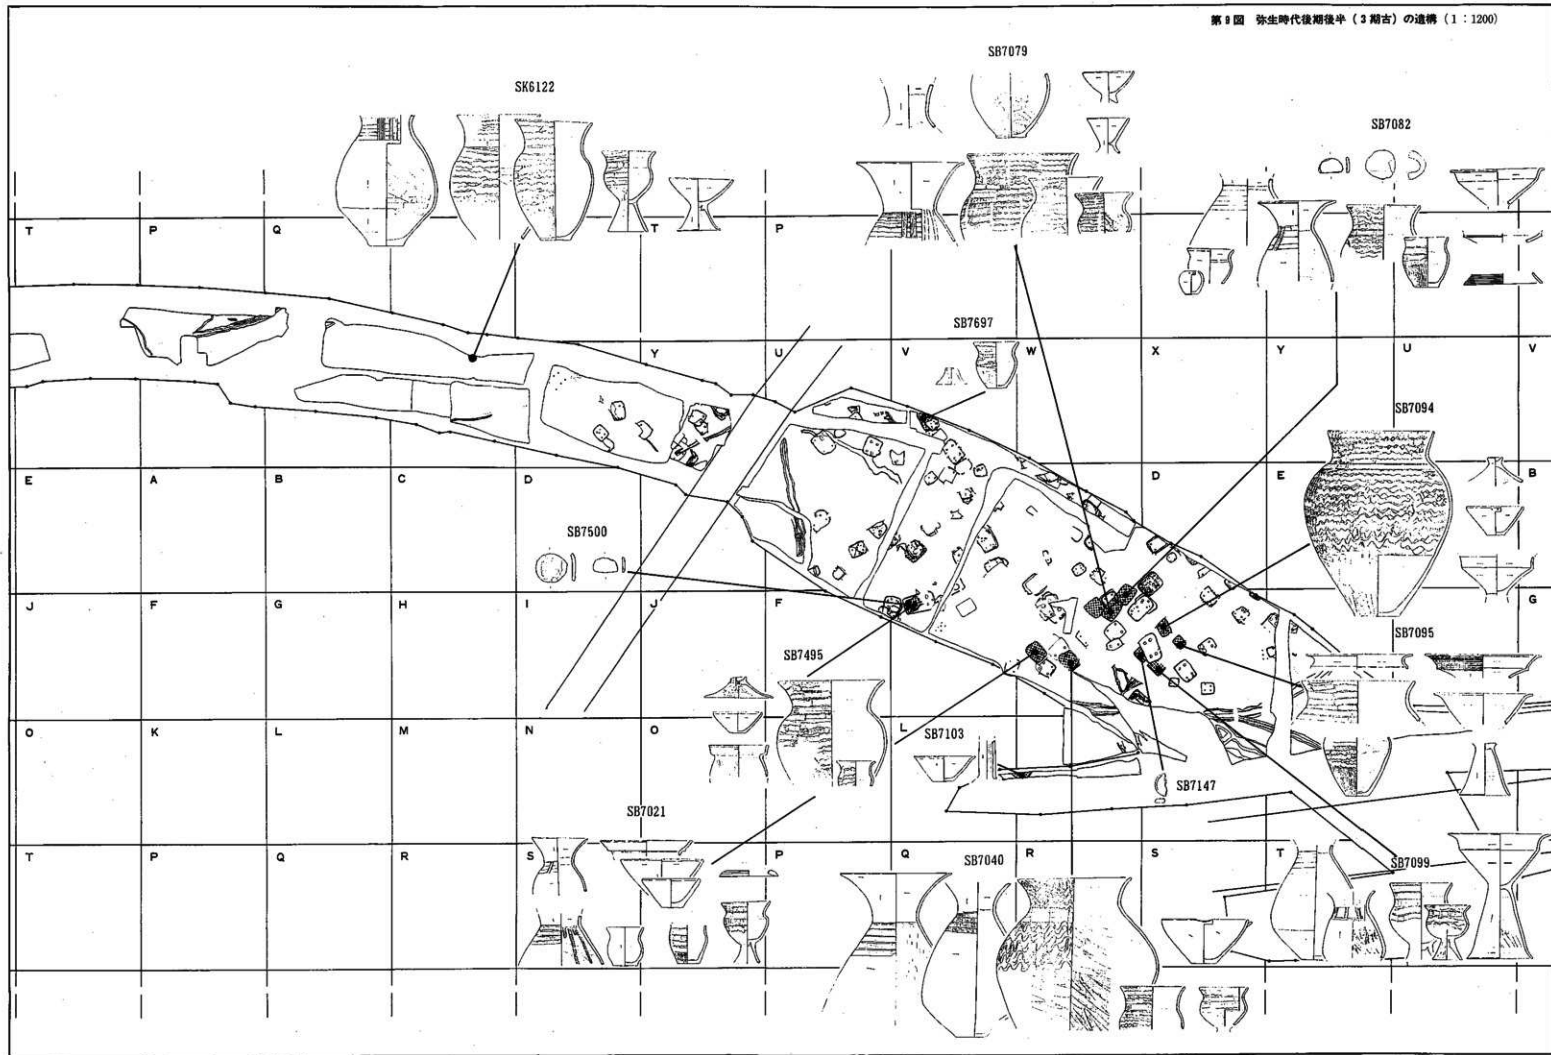 第9図 弥生時代後期後半（3期古）の遺構（1：1200）
SB7079
SK6122
SB7082
T P Q T P
SB7697
Y U V W X Y U V
SB7094
E A B C D D E B
SB7500
J F G H I J F G
SB7095
SB7495
O K L M N O L
SB7103
SB7147
SB7021
T P Q R S P Q R S T
SB7040
SB7099